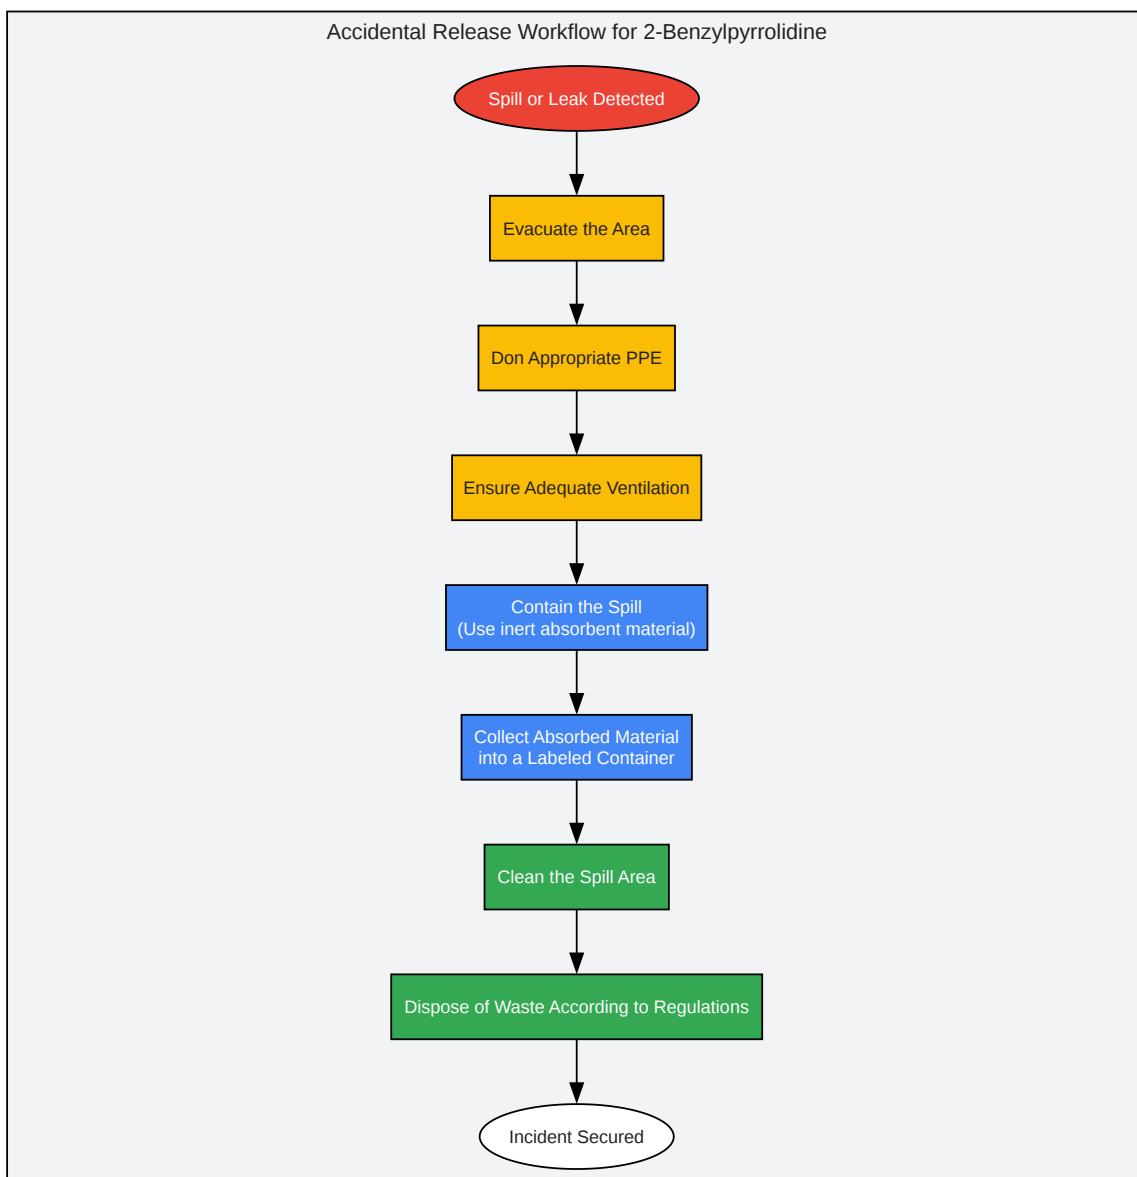 Accidental Release Workflow for 2-Benzylpyrrolidine
Spill or Leak Detected
Evacuate the Area
Don Appropriate PPE
Ensure Adequate Ventilation
Contain the Spill
(Use inert absorbent material)
Collect Absorbed Material
into a Labeled Container
Clean the Spill Area
Dispose of Waste According to Regulations
Incident Secured